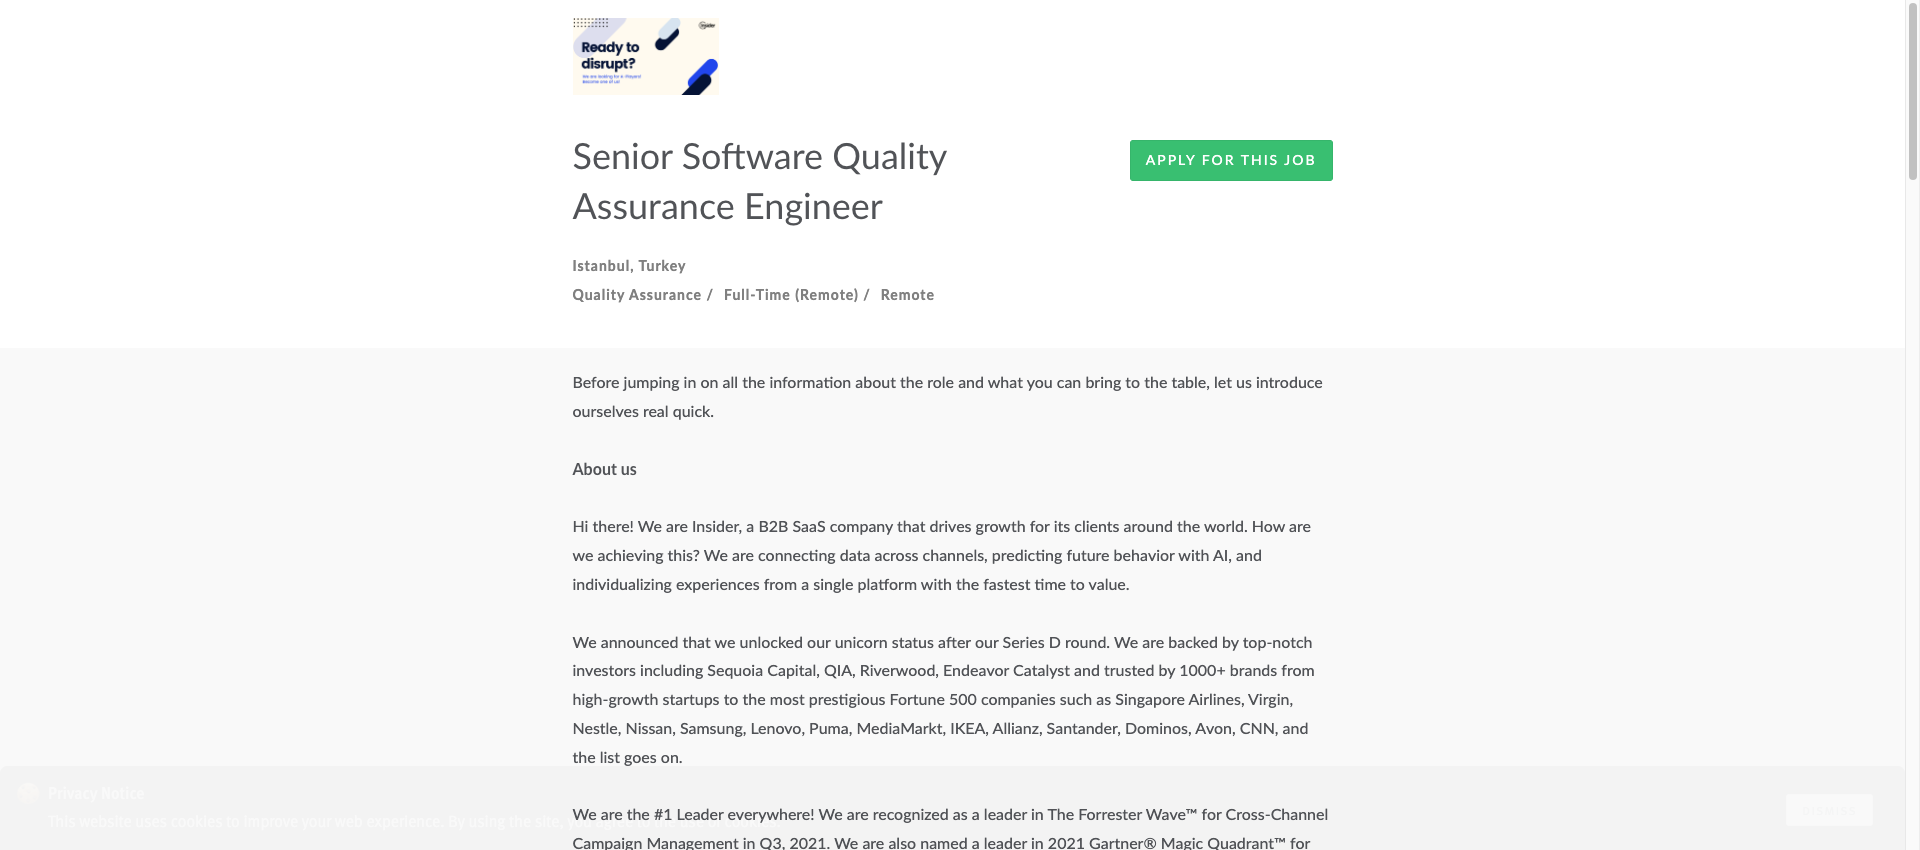 Ready to
disrupt?
We are looking for
become one of us!
Senior Software Quality
Assurance Engineer
APPLY FOR THIS JOB
Istanbul, Turkey
Quality Assurance / Full-Time (Remote) / Remote
Before jumping in on all the information about the role and what you can bring to the table, let us introduce
ourselves real quick.
About us
Hi there! We are Insider, a B2B SaaS company that drives growth for its clients around the world. How are
we achieving this? We are connecting data across channels, predicting future behavior with AI, and
individualizing experiences from a single platform with the fastest time to value.
We announced that we unlocked our unicorn status after our Series D round. We are backed by top-notch
investors including Sequoia Capital, QIA, Riverwood, Endeavor Catalyst and trusted by 1000+ brands from
high-growth startups to the most prestigious Fortune 500 companies such as Singapore Airlines, Virgin,
Nestle, Nissan, Samsung, Lenovo, Puma, MediaMarkt, IKEA, Allianz, Santander, Dominos, Avon, CNN, and
the list goes on.
Privacy Notice
This website uses cookies to improve your web experience. By using the site,
We are the #1 Leader everywhere! We are recognized as a leader in The Forrester Wave™ for Cross-Channel
Campaign Management in Q3, 2021. We are also named a leader in 2021 Gartner® Magic Quadrant™ for